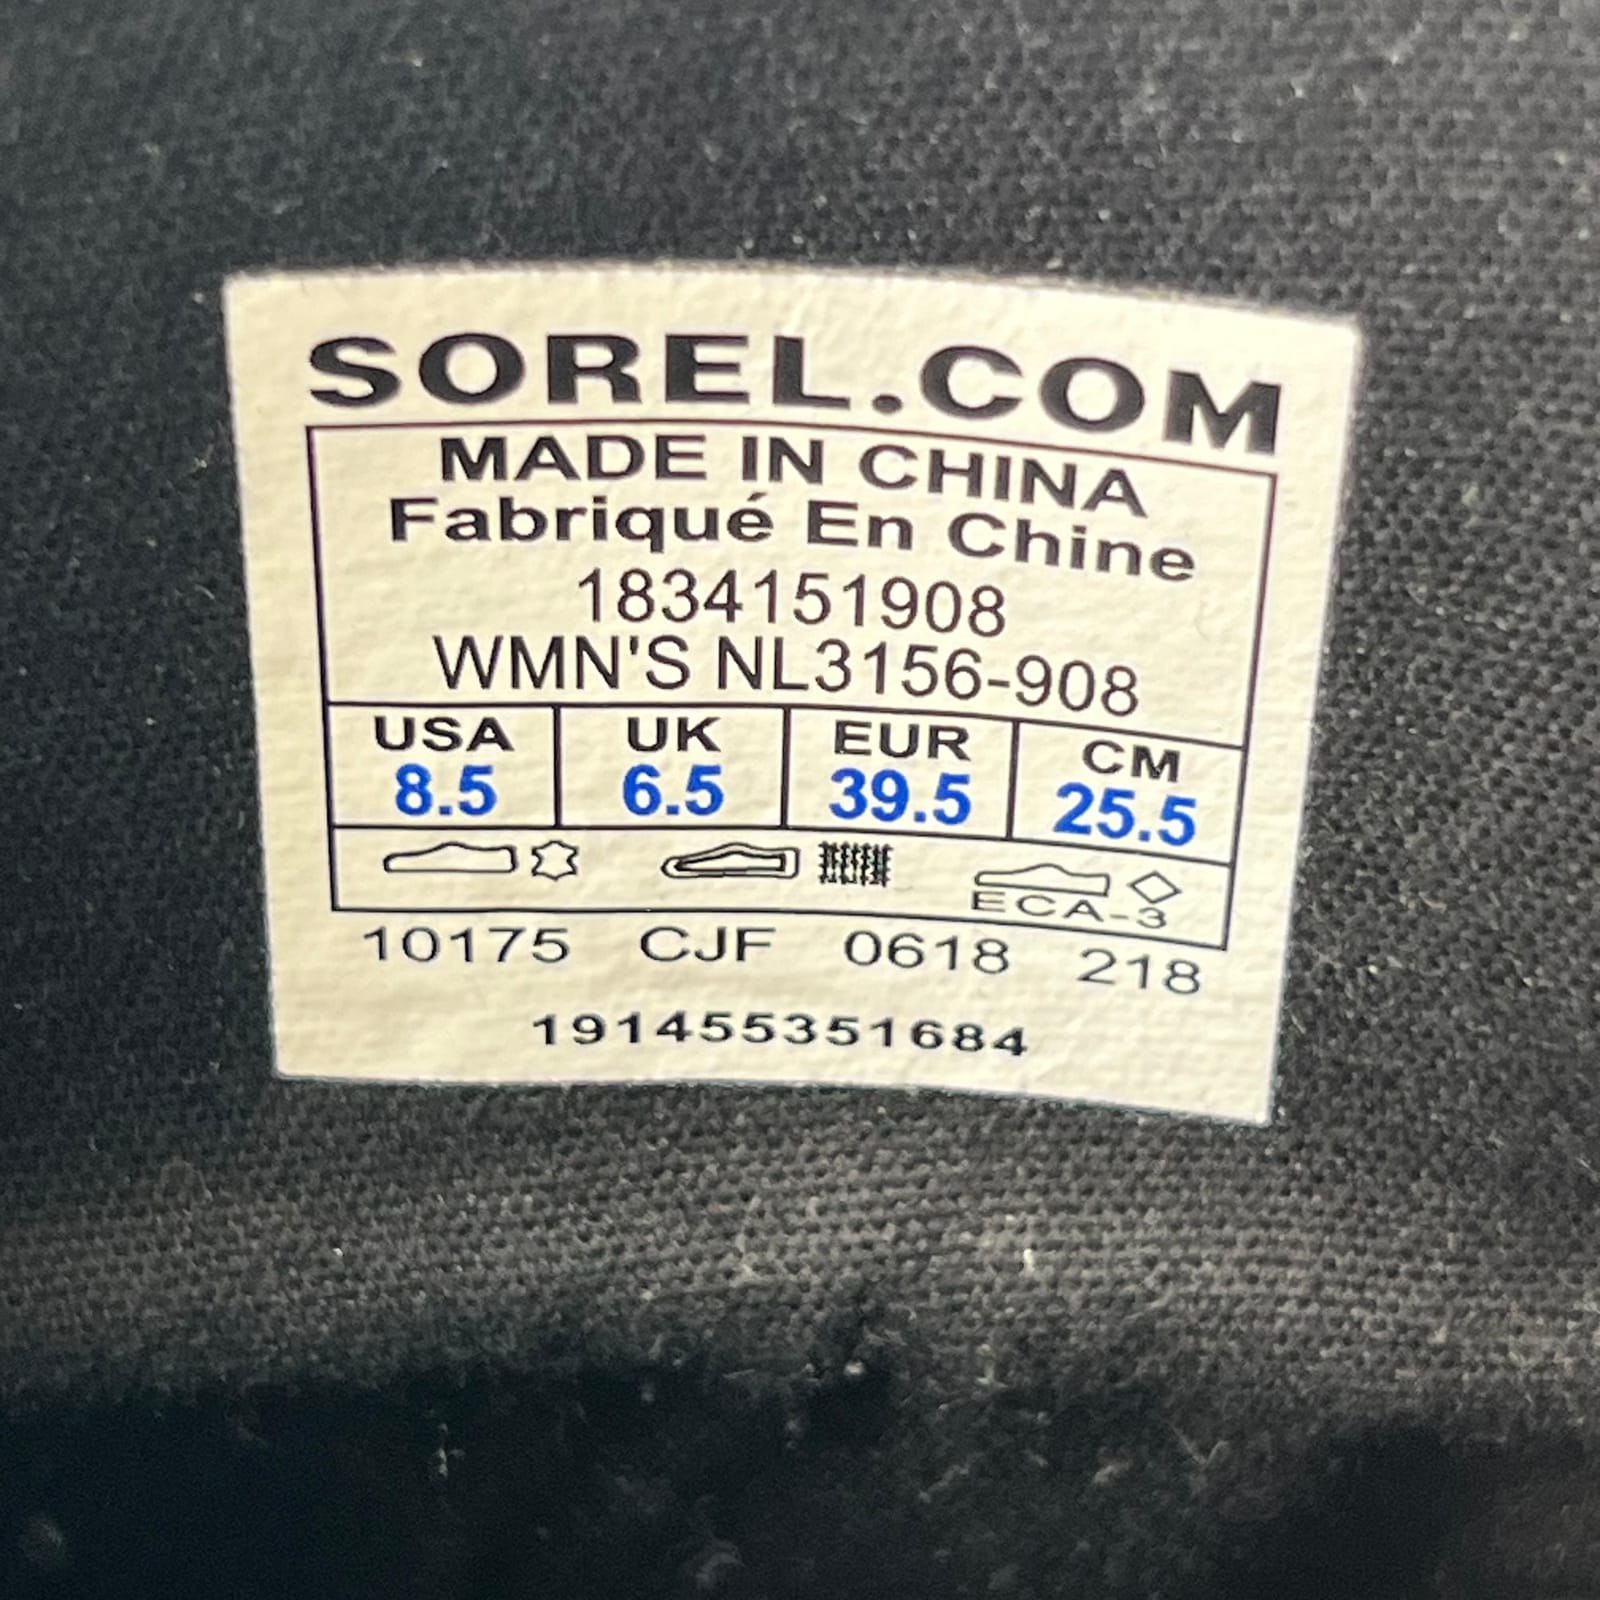 SOREL.COM
MADE IN CHINA
Fabriqué En Chine
1834151908
WMN'S NL3156-908
USA UK EUR CM
8.5 6.5 39.5 25.5
ECA-3
10175 CJF 0618 218
191455351684